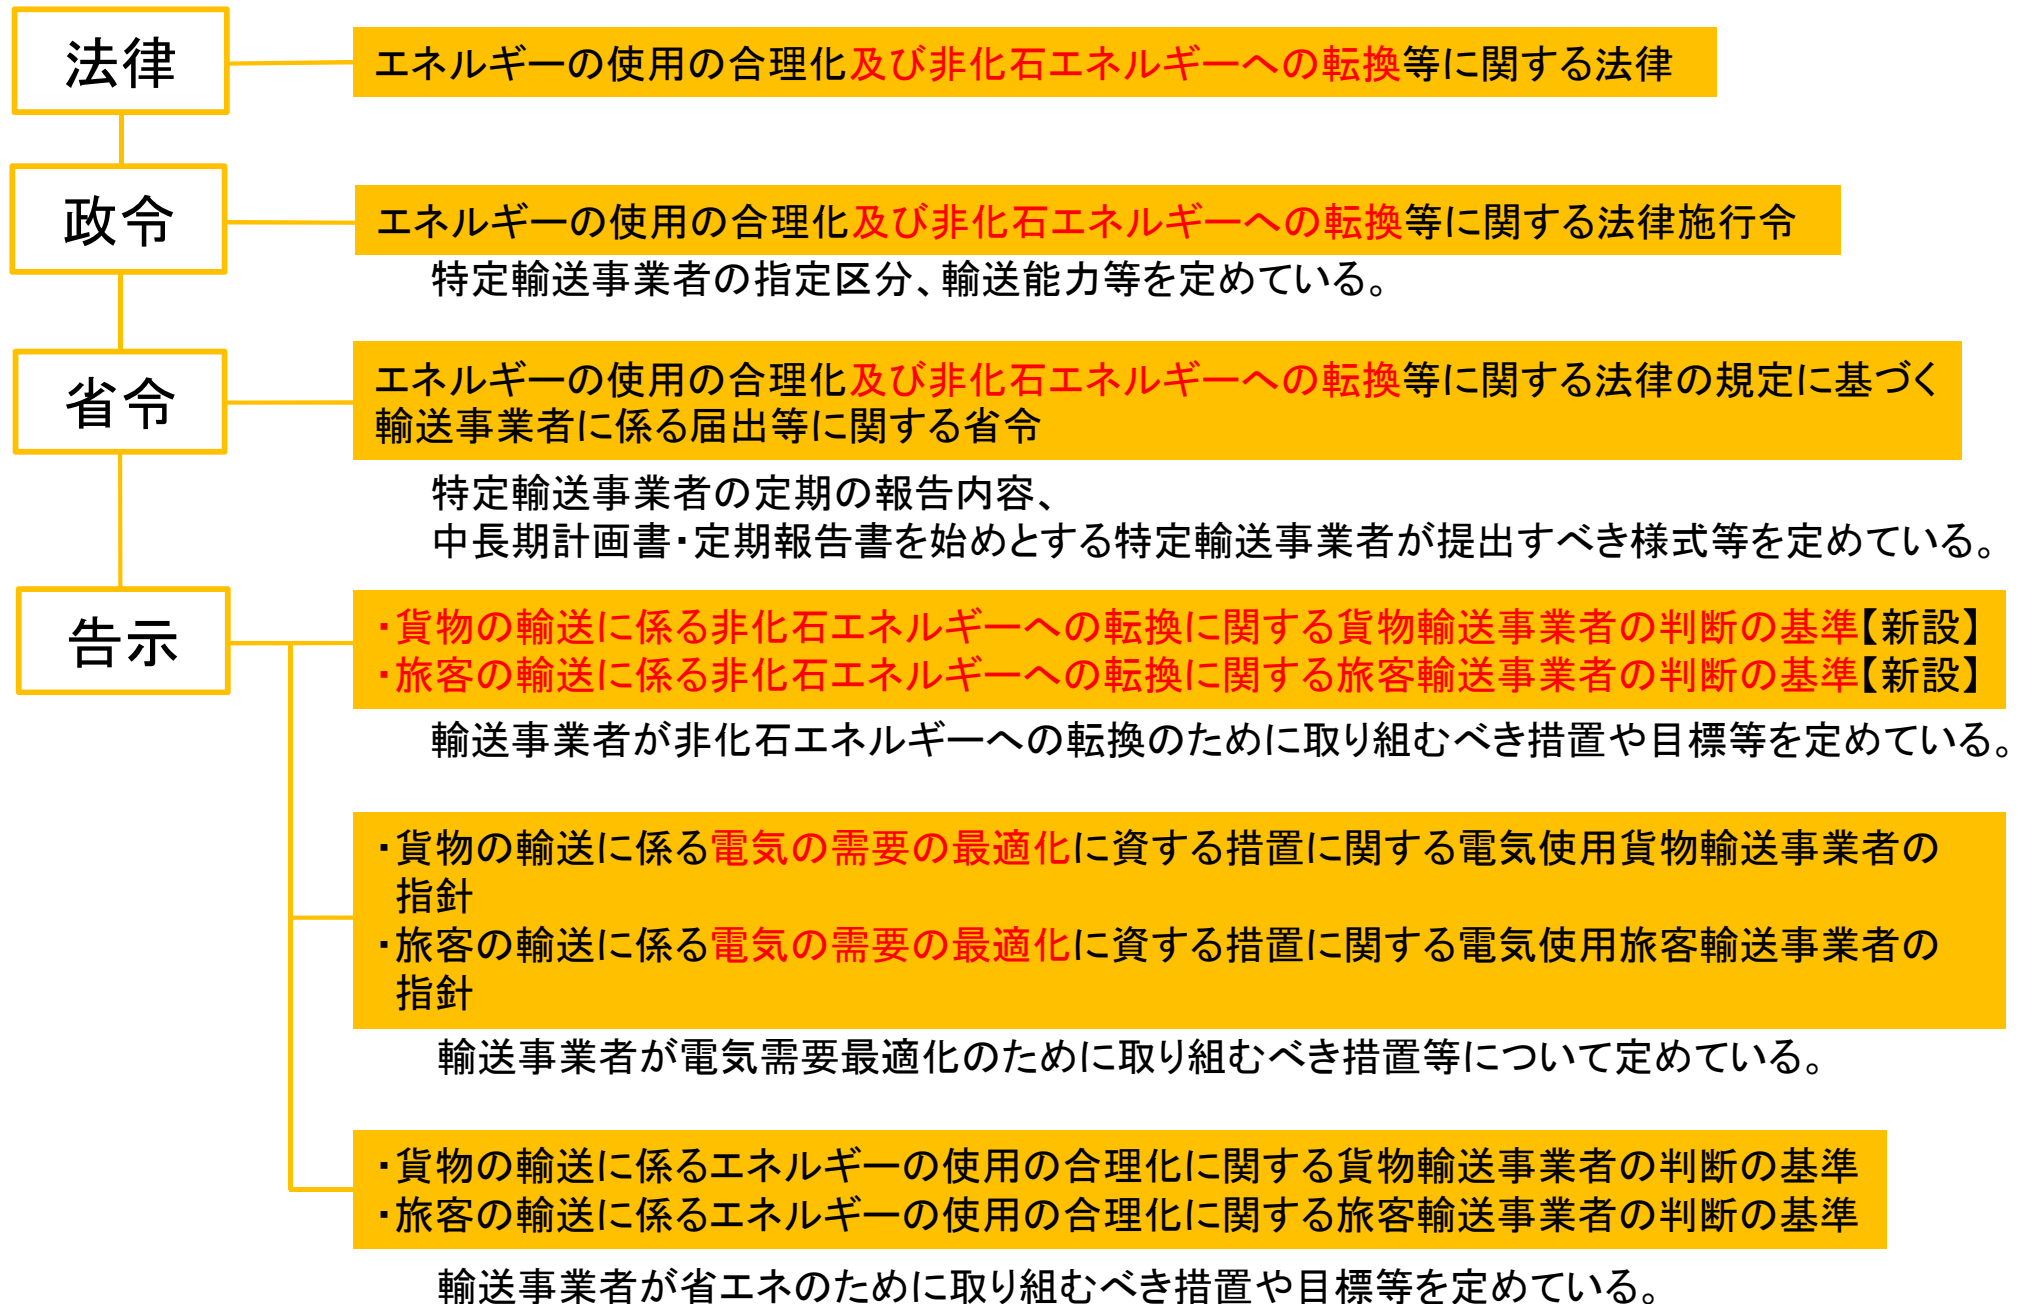 法律
エネルギーの使用の合理化及び非化石エネルギーへの転換等に関する法律
政令
エネルギーの使用の合理化及び非化石エネルギーへの転換等に関する法律施行令
特定輸送事業者の指定区分、輸送能力等を定めている。
省令
エネルギーの使用の合理化及び非化石エネルギーへの転換等に関する法律の規定に基づく
輸送事業者に係る届出等に関する省令
特定輸送事業者の定期の報告内容、
中長期計画書・定期報告書を始めとする特定輸送事業者が提出すべき様式等を定めている。
告示
・貨物の輸送に係る非化石エネルギーへの転換に関する貨物輸送事業者の判断の基準【新設】
・旅客の輸送に係る非化石エネルギーへの転換に関する旅客輸送事業者の判断の基準【新設】
輸送事業者が非化石エネルギーへの転換のために取り組むべき措置や目標等を定めている。
・貨物の輸送に係る電気の需要の最適化に資する措置に関する電気使用貨物輸送事業者の
指針
・旅客の輸送に係る電気の需要の最適化に資する措置に関する電気使用旅客輸送事業者の
指針
輸送事業者が電気需要最適化のために取り組むべき措置等について定めている。
・貨物の輸送に係るエネルギーの使用の合理化に関する貨物輸送事業者の判断の基準
・旅客の輸送に係るエネルギーの使用の合理化に関する旅客輸送事業者の判断の基準
輸送事業者が省エネのために取り組むべき措置や目標等を定めている。